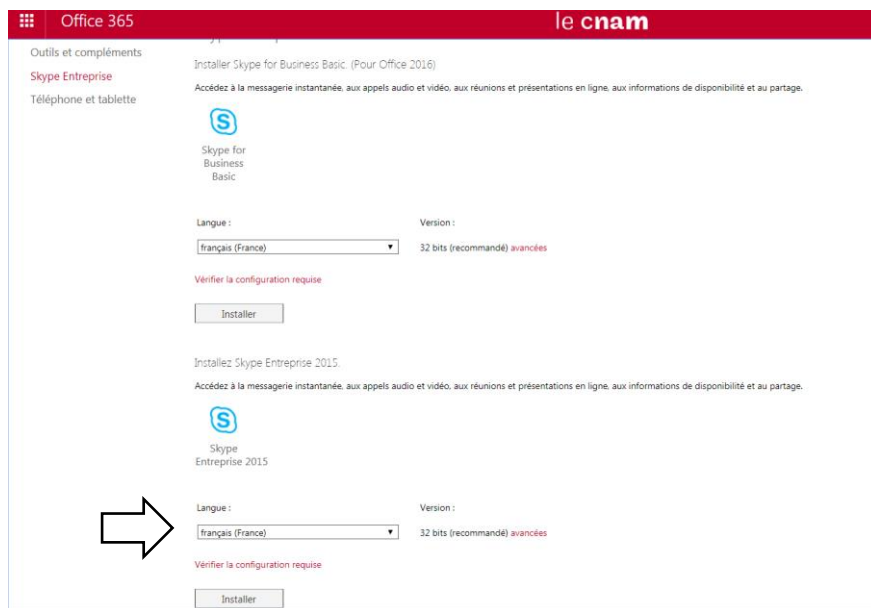 Office 365
le cnam
Outils et compléments
Skype Entreprise
Téléphone et tablette
Installer Skype for Business Basic. (Pour Office 2016)
Accédez à la messagerie instantanée, aux appels audio et vidéo, aux réunions et présentations en ligne, aux informations de disponibilité et au partage.
Skype for
Business
Basic
Langue :
Version :
français (France)
32 bits (recommandé) avancées
Vérifier la configuration requise
Installer
Installez Skype Entreprise 2015.
Accédez à la messagerie instantanée, aux appels audio et vidéo, aux réunions et présentations en ligne, aux informations de disponibilité et au partage.
Skype
Entreprise 2015
Langue :
Version :
français (France)
32 bits (recommandé) avancées
Vérifier la configuration requise
Installer